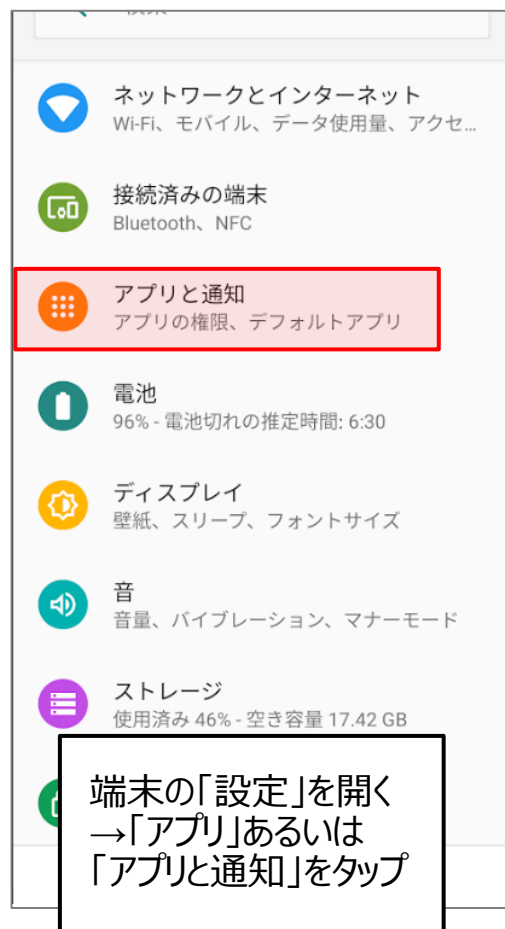 ネットワークとインターネット
Wi-Fi、モバイル、データ使用量、アクセ...
接続済みの端末
Bluetooth、NFC
アプリと通知
アプリの権限、デフォルトアプリ
電池
96% - 電池切れの推定時間: 6:30
ディスプレイ
壁紙、スリープ、フォントサイズ
音
音量、バイブレーション、マナーモード
ストレージ
使用済み 46% - 空き容量 17.42 GB
端末の「設定」を開く
→「アプリ」あるいは
「アプリと通知」をタップ